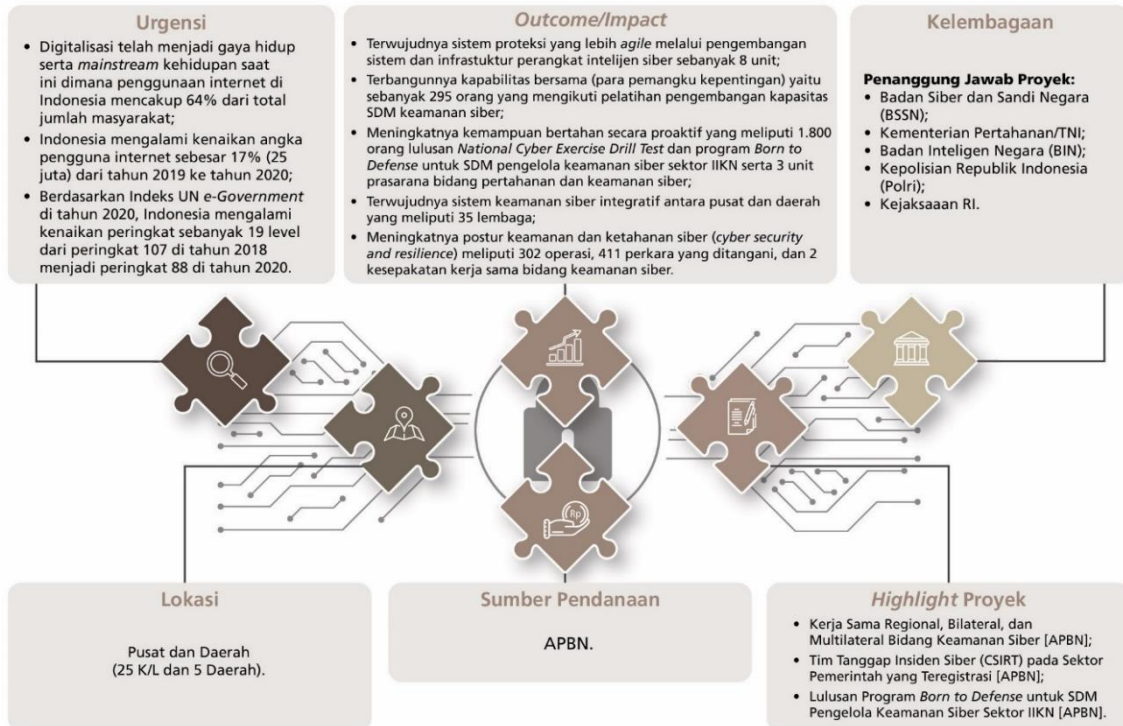 Urgensi
• Digitalisasi telah menjadi gaya hidup
serta mainstream kehidupan saat
ini dimana penggunaan internet di
Indonesia mencakup 64% dari total
jumlah masyarakat;
• Indonesia mengalami kenaikan angka
pengguna internet sebesar 17% (25
juta) dari tahun 2019 ke tahun 2020;
• Berdasarkan Indeks UN e-Government
di tahun 2020, Indonesia mengalami
kenaikan peringkat sebanyak 19 level
dari peringkat 107 di tahun 2018
menjadi peringkat 88 di tahun 2020.
Outcome/Impact
• Terwujudnya sistem proteksi yang lebih agile melalui pengembangan
sistem dan infrastuktur perangkat intelijen siber sebanyak 8 unit;
• Terbangunnya kapabilitas bersama (para pemangku kepentingan) yaitu
sebanyak 295 orang yang mengikuti pelatihan pengembangan kapasitas
SDM keamanan siber;
• Meningkatnya kemampuan bertahan secara proaktif yang meliputi 1.800
orang lulusan National Cyber Exercise Drill Test dan program Born to
Defense untuk SDM pengelola keamanan siber sektor IIKN serta 3 unit
prasarana bidang pertahanan dan keamanan siber;
• Terwujudnya sistem keamanan siber integratif antara pusat dan daerah
yang meliputi 35 lembaga;
• Meningkatnya postur keamanan dan ketahanan siber (cyber security
and resilience) meliputi 302 operasi, 411 perkara yang ditangani, dan 2
kesepakatan kerja sama bidang keamanan siber.
Kelembagaan
Penanggung Jawab Proyek:
• Badan Siber dan Sandi Negara
(BSSN);
• Kementerian Pertahanan/TNI;
• Badan Inteligen Negara (BIN);
• Kepolisian Republik Indonesia
(Polri);
• Kejaksaaan RI.
Rp
Lokasi
Pusat dan Daerah
(25 K/L dan 5 Daerah).
Sumber Pendanaan
APBN.
Highlight Proyek
• Kerja Sama Regional, Bilateral, dan
Multilateral Bidang Keamanan Siber [APBN];
• Tim Tanggap Insiden Siber (CSIRT) pada Sektor
Pemerintah yang Teregistrasi [APBN];
• Lulusan Program Born to Defense untuk SDM
Pengelola Keamanan Siber Sektor IIKN [APBN].